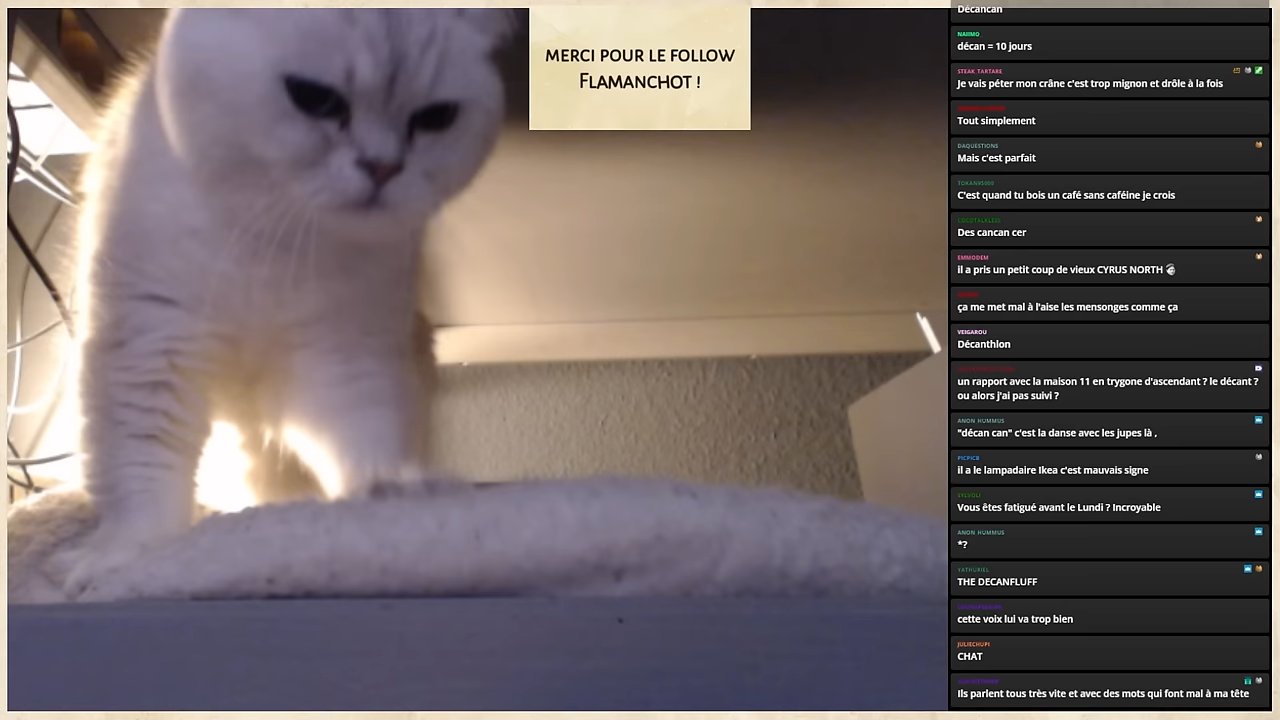 MERCI POUR LE FOLLOW
FLAMANCHOT !
Décancan
NAIIMO
décan = 10 jours
STEAK TARTARE
Je vais péter mon crâne c'est trop mignon et drôle à la fois
Tout simplement
DAQUESTIONS
Mais c'est parfait
C'est quand tu bois un café sans caféine je crois
Des cancan cer
EMMODEM
il a pris un petit coup de vieux CYRUS NORTH
ça me met mal à l'aise les mensonges comme ça
VEIGAROU
Décanthlon
un rapport avec la maison 11 en trygone d'ascendant ? le décant ?
ou alors j'ai pas suivi ?
ANON HUMMUS
"décan can" c'est la danse avec les jupes là .
PICPICB
il a le lampadaire Ikea c'est mauvais signe
Vous êtes fatigué avant le Lundi ? Incroyable
ANON HUMMUS
*?
YATHURIEL
THE DECANFLUFF
cette voix lui va trop bien
JULIECHUPI
CHAT
Ils parlent tous très vite et avec des mots qui font mal à ma tête